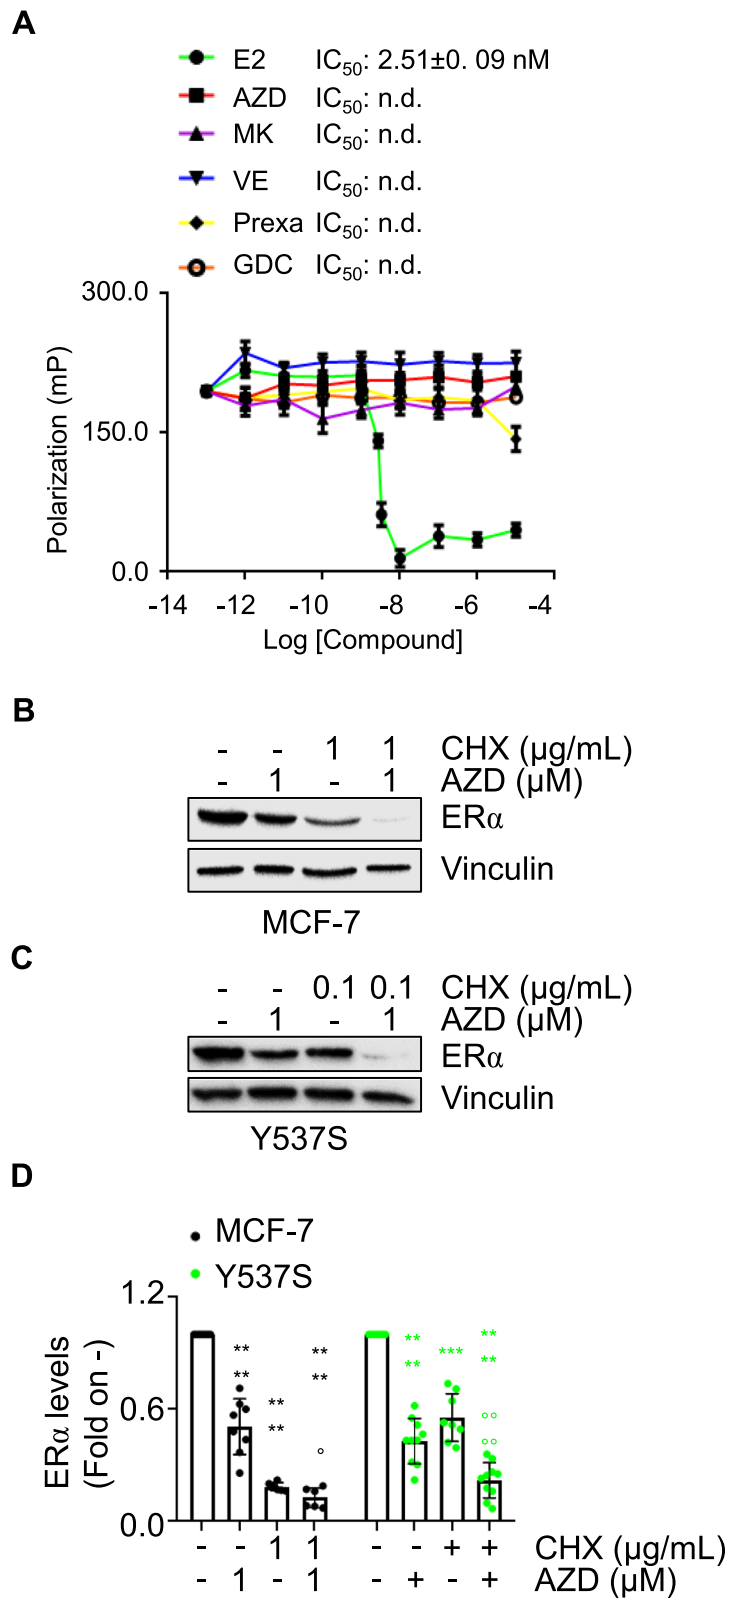 A
E2 IC50: 2.51±0. 09 nM
AZD IC50: n.d.
MK IC50: n.d.
VE IC50: n.d.
Prexa IC50: n.d.
GDC IC50: n.d.
300.0
150.0
0.0
Polarization (mP)
-14 -12 -10 -8 -6 -4
Log [Compound]
B
- - 1 1 CHX (µg/mL)
- 1 - 1 AZD (µM)
ERα
Vinculin
MCF-7
C
- - 0.1 0.1 CHX (µg/mL)
- 1 - 1 AZD (µM)
ERα
Vinculin
Y537S
D
MCF-7
Y537S
1.2
0.6
0.0
ERα levels
(Fold on -)
** ** ** ** ** ** °
** ** *** ** ** °° °°
- - 1 1 - - + + CHX (µg/mL)
- 1 - 1 - + - + AZD (µM)